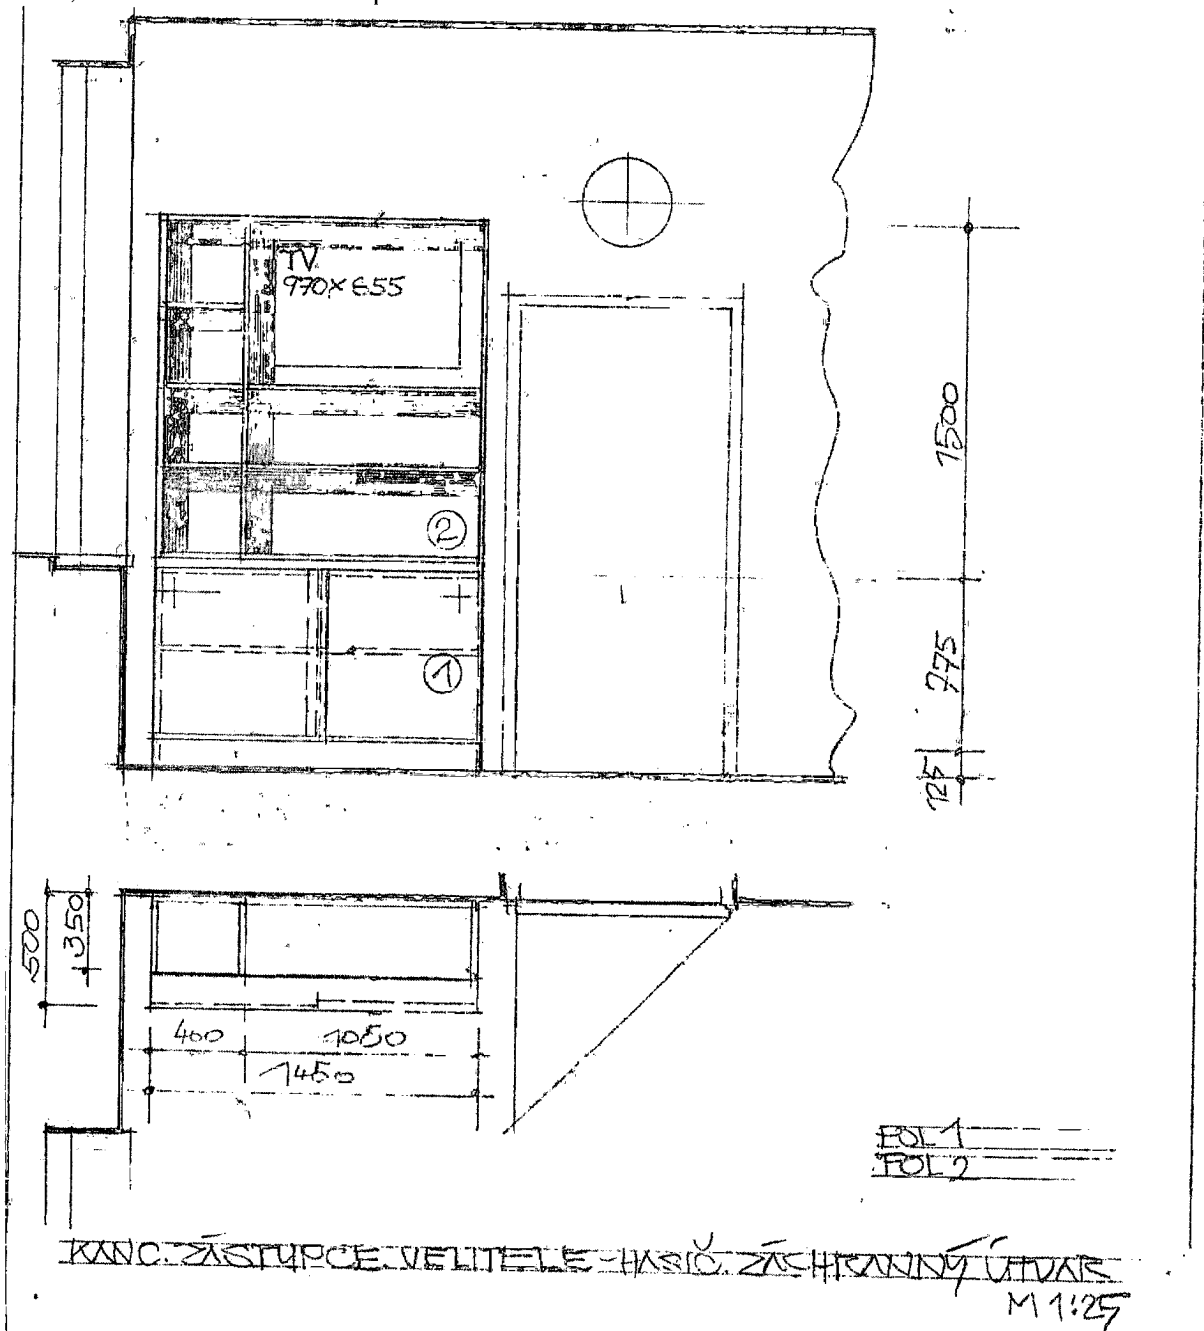 TV
970×655
2
1
1500
775
125
500
350
400
1050
1450
POL 1
POL 2
KANC. ZÁSTUPCE VELITELE - HASIČ. ZÁCHRANNÝ ÚTVAR
M 1:25